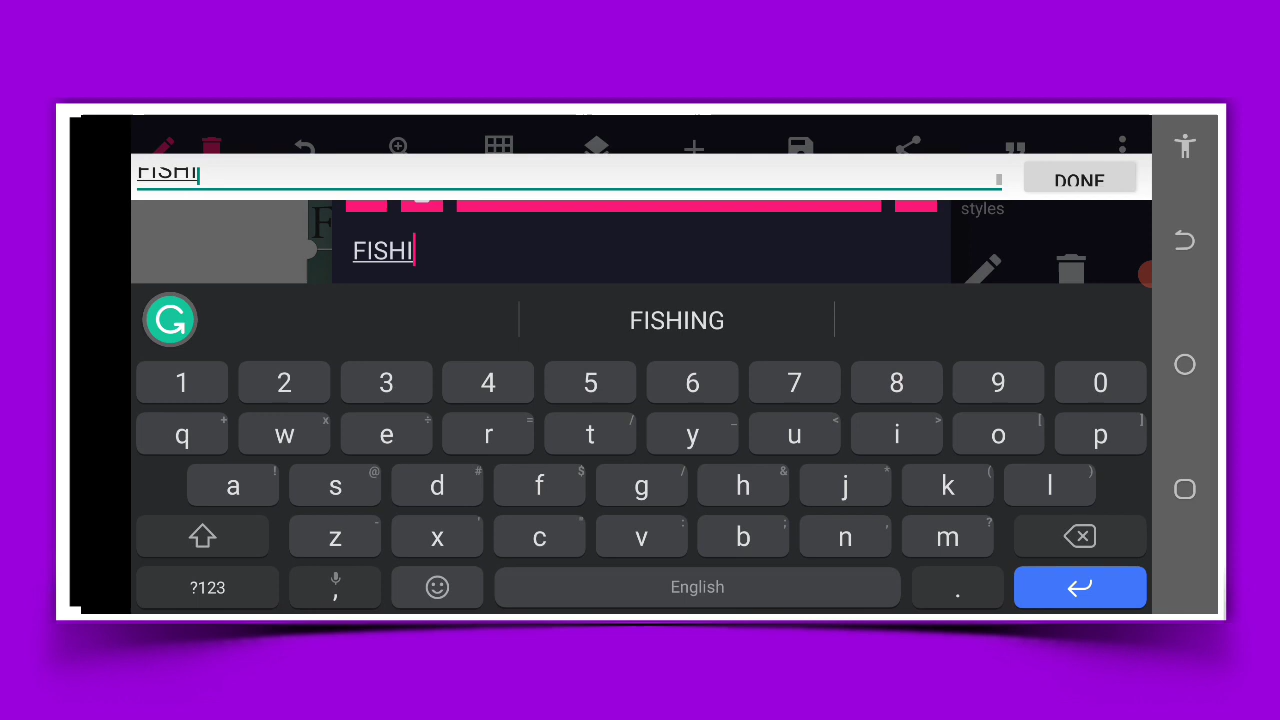 FISHI
DONE
F
styles
FISHI
FISHING
1 2 3 4 5 6 7 8 9 0
q + w x e ÷ r = t / y _ u < i > o [ p ]
a ! s @ d # f $ g / h & j * k ( l )
z - x ' c " v : b ; n , m ?
?123 , English .